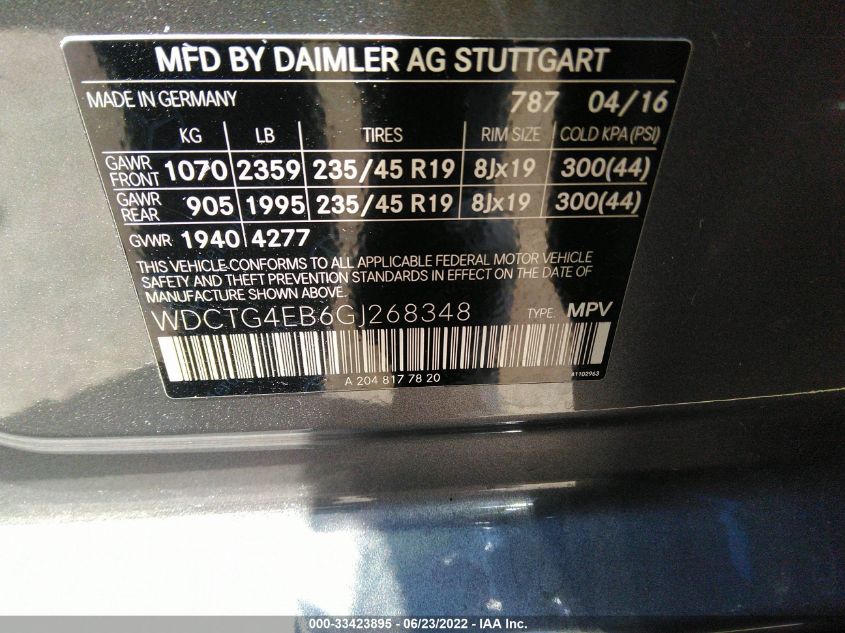 MFD BY DAIMLER AG STUTTGART
MADE IN GERMANY 787 04/16
KG LB TIRES RIM SIZE COLD KPA (PSI)
GAWR FRONT 1070 2359 235/45 R19 8Jx19 300(44)
GAWR REAR 905 1995 235/45 R19 8Jx19 300(44)
GVWR 1940 4277
THIS VEHICLE CONFORMS TO ALL APPLICABLE FEDERAL MOTOR VEHICLE
SAFETY AND THEFT PREVENTION STANDARDS IN EFFECT ON THE DATE OF
MANUFACTURE SHOWN ABOVE.
WDCTG4EB6GJ268348 TYPE: MPV
A 204 817 78 20 41102963
000-33423895 - 06/23/2022 - IAA Inc.